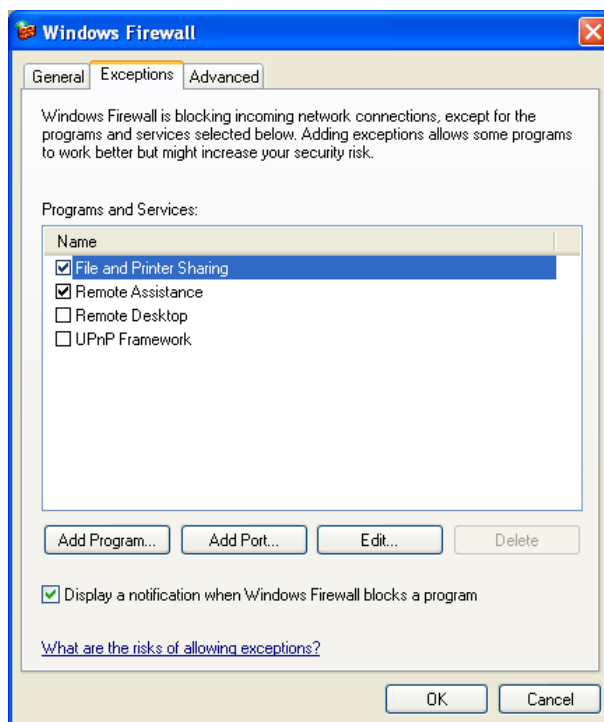 Windows Firewall
General Exceptions Advanced
Windows Firewall is blocking incoming network connections, except for the
programs and services selected below. Adding exceptions allows some programs
to work better but might increase your security risk.
Programs and Services:
Name
File and Printer Sharing
Remote Assistance
Remote Desktop
UPnP Framework
Add Program... Add Port... Edit... Delete
Display a notification when Windows Firewall blocks a program
What are the risks of allowing exceptions?
OK Cancel